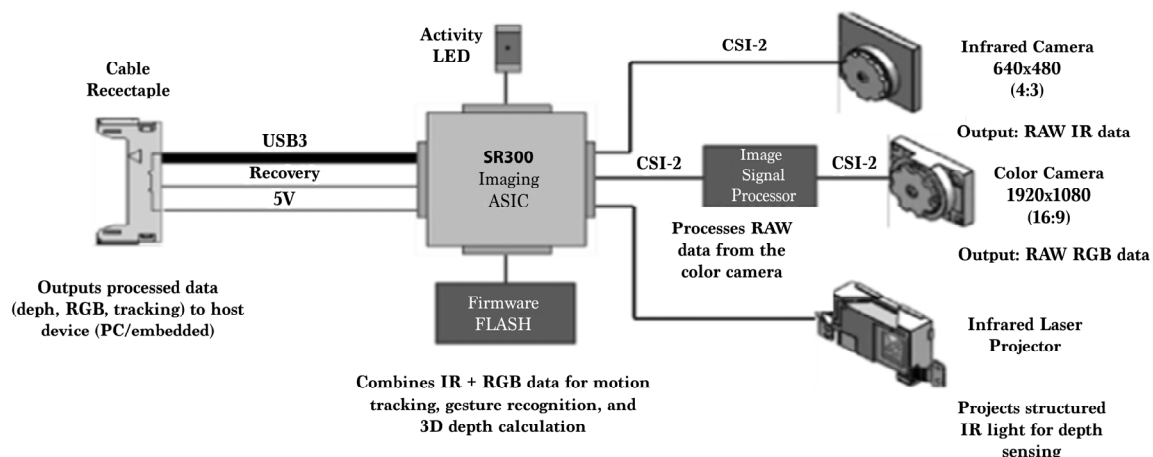 Activity
LED
Cable
Recectaple
USB3
Recovery
5V
SR300
Imaging
ASIC
Firmware
FLASH
CSI-2
CSI-2
Image
Signal
Processor
CSI-2
Infrared Camera
640x480
(4:3)
Output: RAW IR data
Color Camera
1920x1080
(16:9)
Output: RAW RGB data
Processes RAW
data from the
color camera
Outputs processed data
(deph, RGB, tracking) to host
device (PC/embedded)
Combines IR + RGB data for motion
tracking, gesture recognition, and
3D depth calculation
Infrared Laser
Projector
Projects structured
IR light for depth
sensing